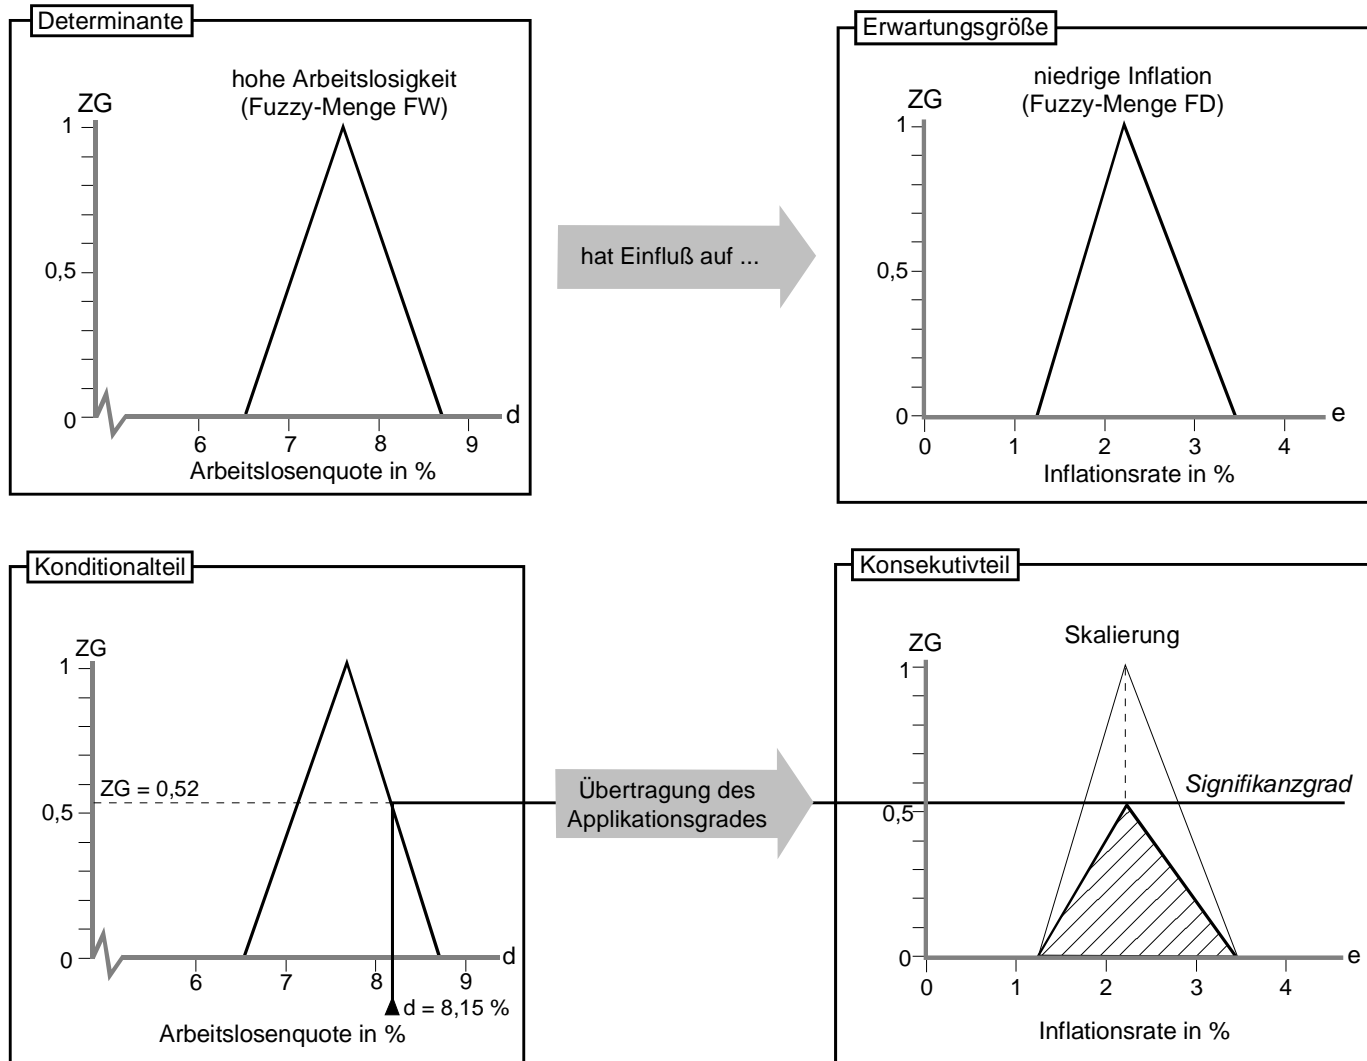 Determinante
hohe Arbeitslosigkeit
(Fuzzy-Menge FW)
ZG
1
0,5
0
6 7 8 9
d
Arbeitslosenquote in %
hat Einfluß auf ...
Erwartungsgröße
niedrige Inflation
(Fuzzy-Menge FD)
ZG
1
0,5
0
0 1 2 3 4
e
Inflationsrate in %
Konditionalteil
ZG
1
ZG = 0,52
0,5
0
6 7 8 9
d
d = 8,15 %
Arbeitslosenquote in %
Übertragung des
Applikationsgrades
Konsekutivteil
Skalierung
ZG
1
Signifikanzgrad
0,5
0
0 1 2 3 4
e
Inflationsrate in %